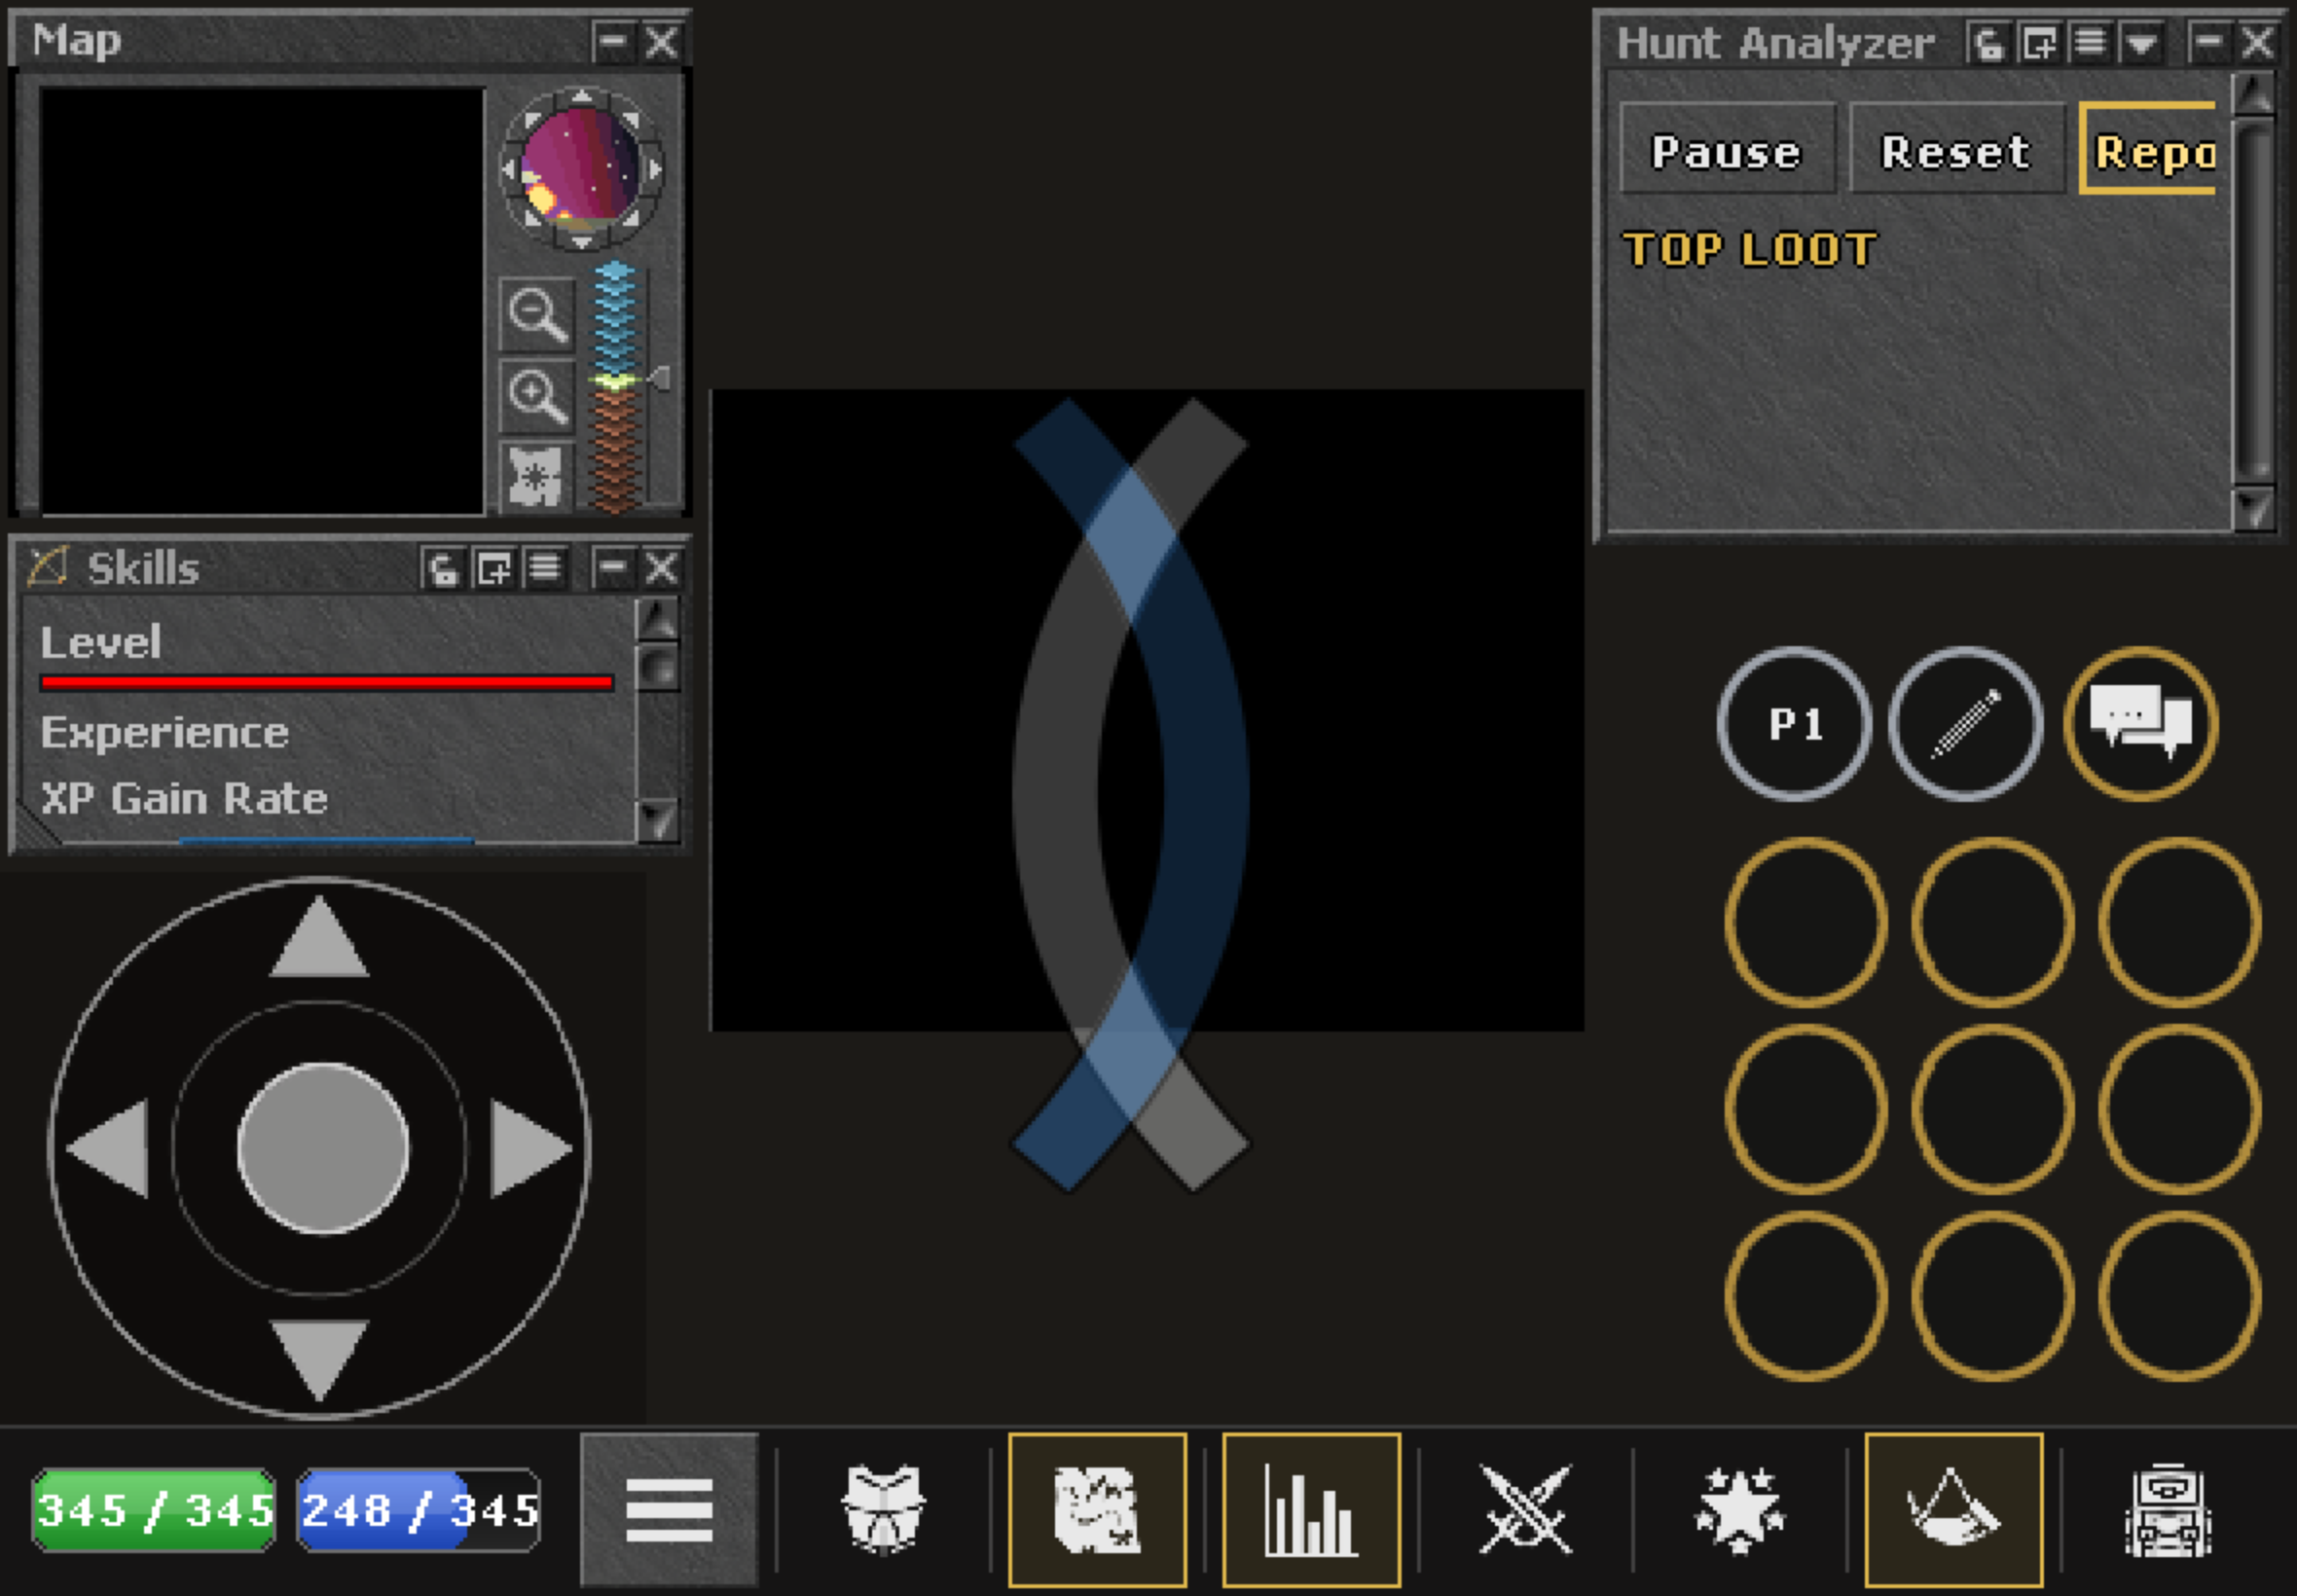 Map
Hunt Analyzer
Pause Reset Repo
TOP LOOT
Skills
Level
Experience
XP Gain Rate
P1
345 / 345
248 / 345